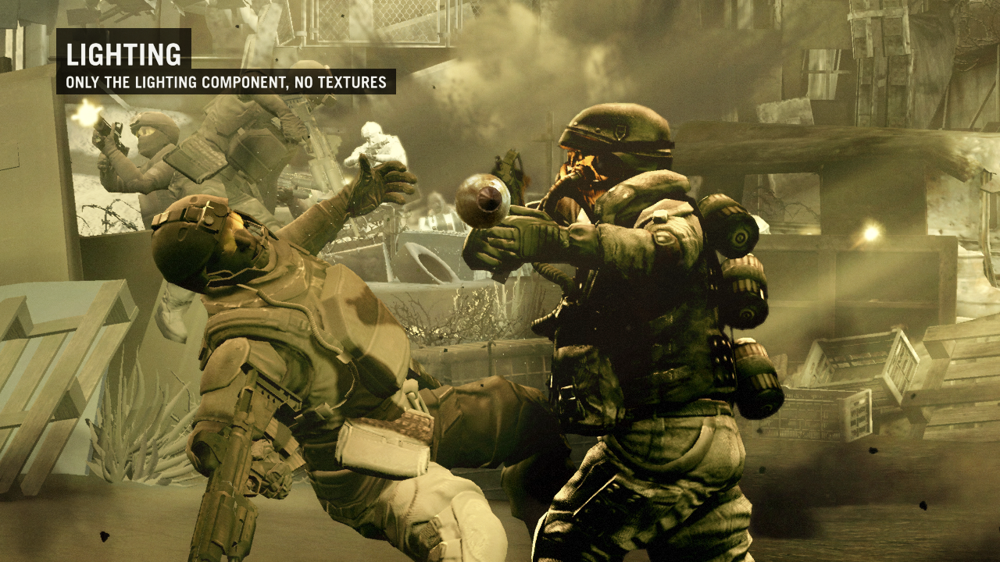 LIGHTING
ONLY THE LIGHTING COMPONENT, NO TEXTURES